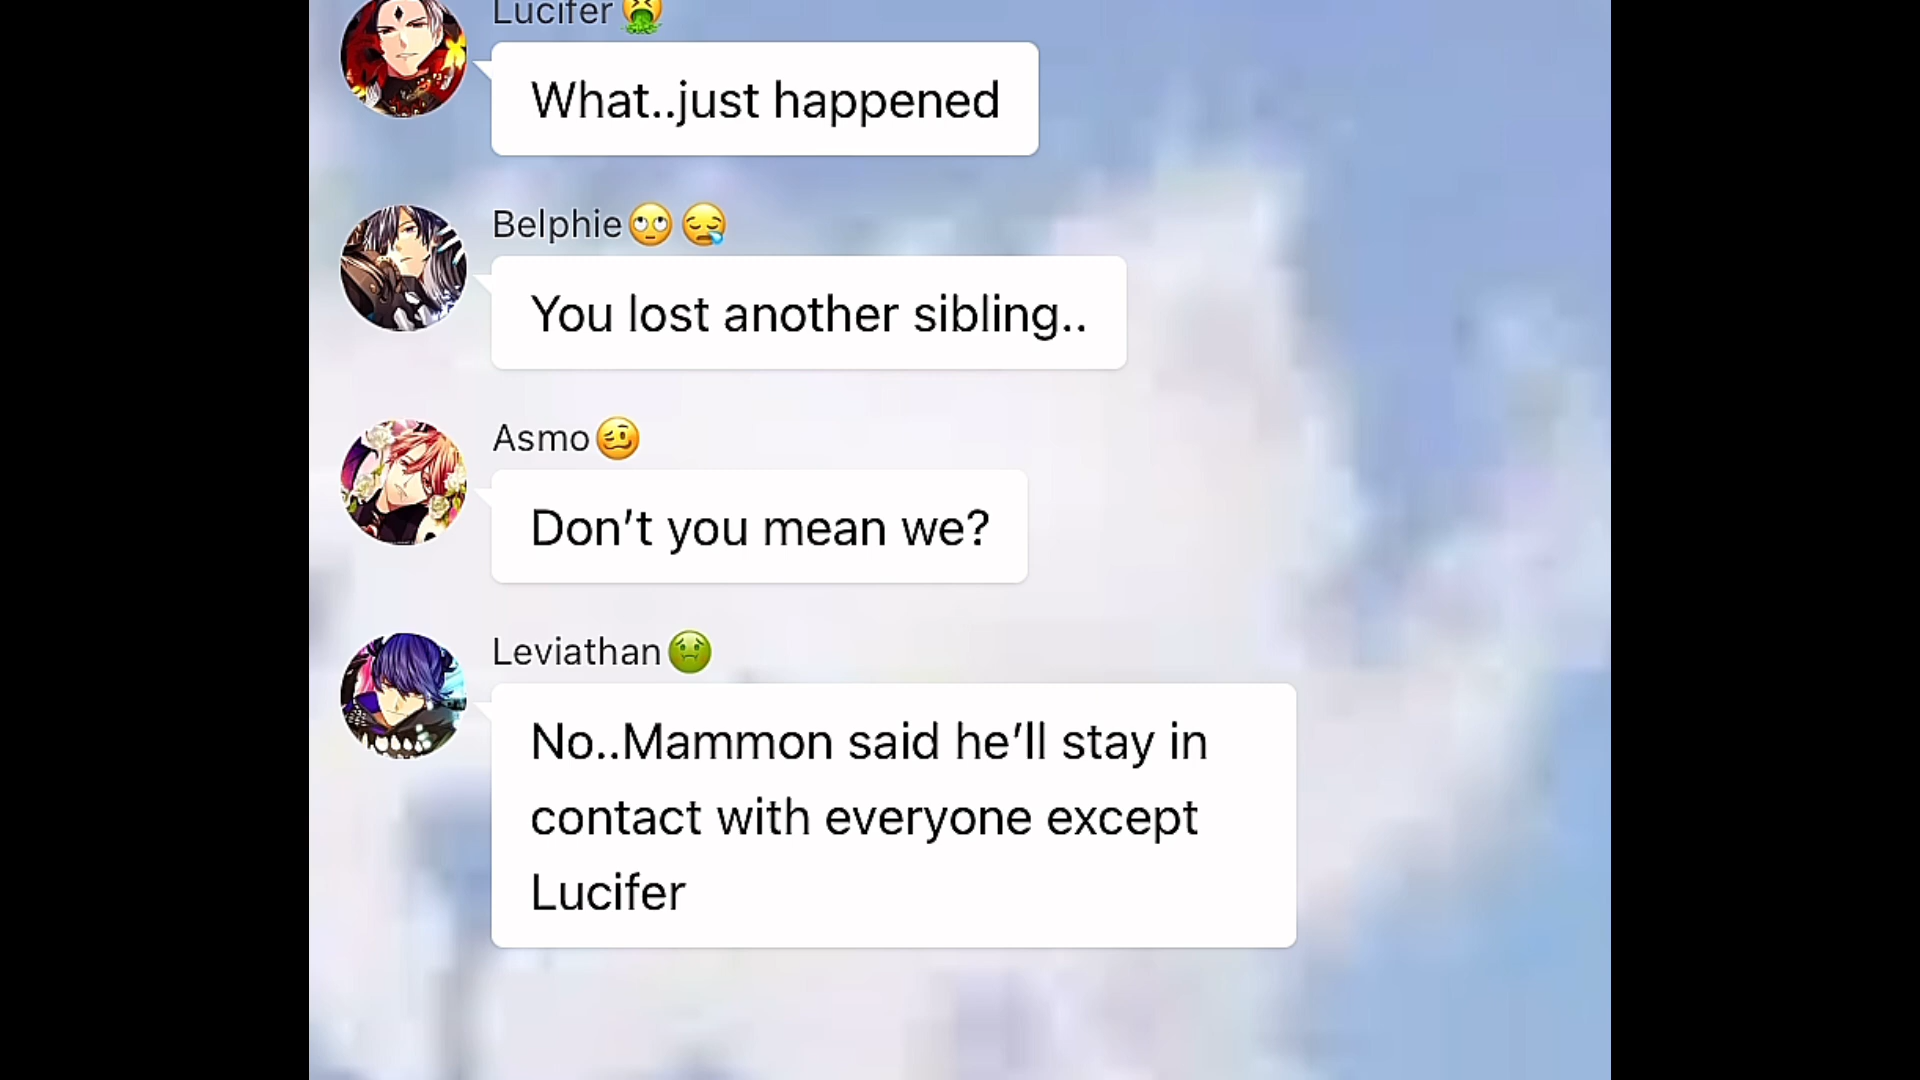 Lucifer🤮
What..just happened
Belphie🙄😪
You lost another sibling..
Asmo🥴
Don't you mean we?
Leviathan🤢
No..Mammon said he'll stay in
contact with everyone except
Lucifer